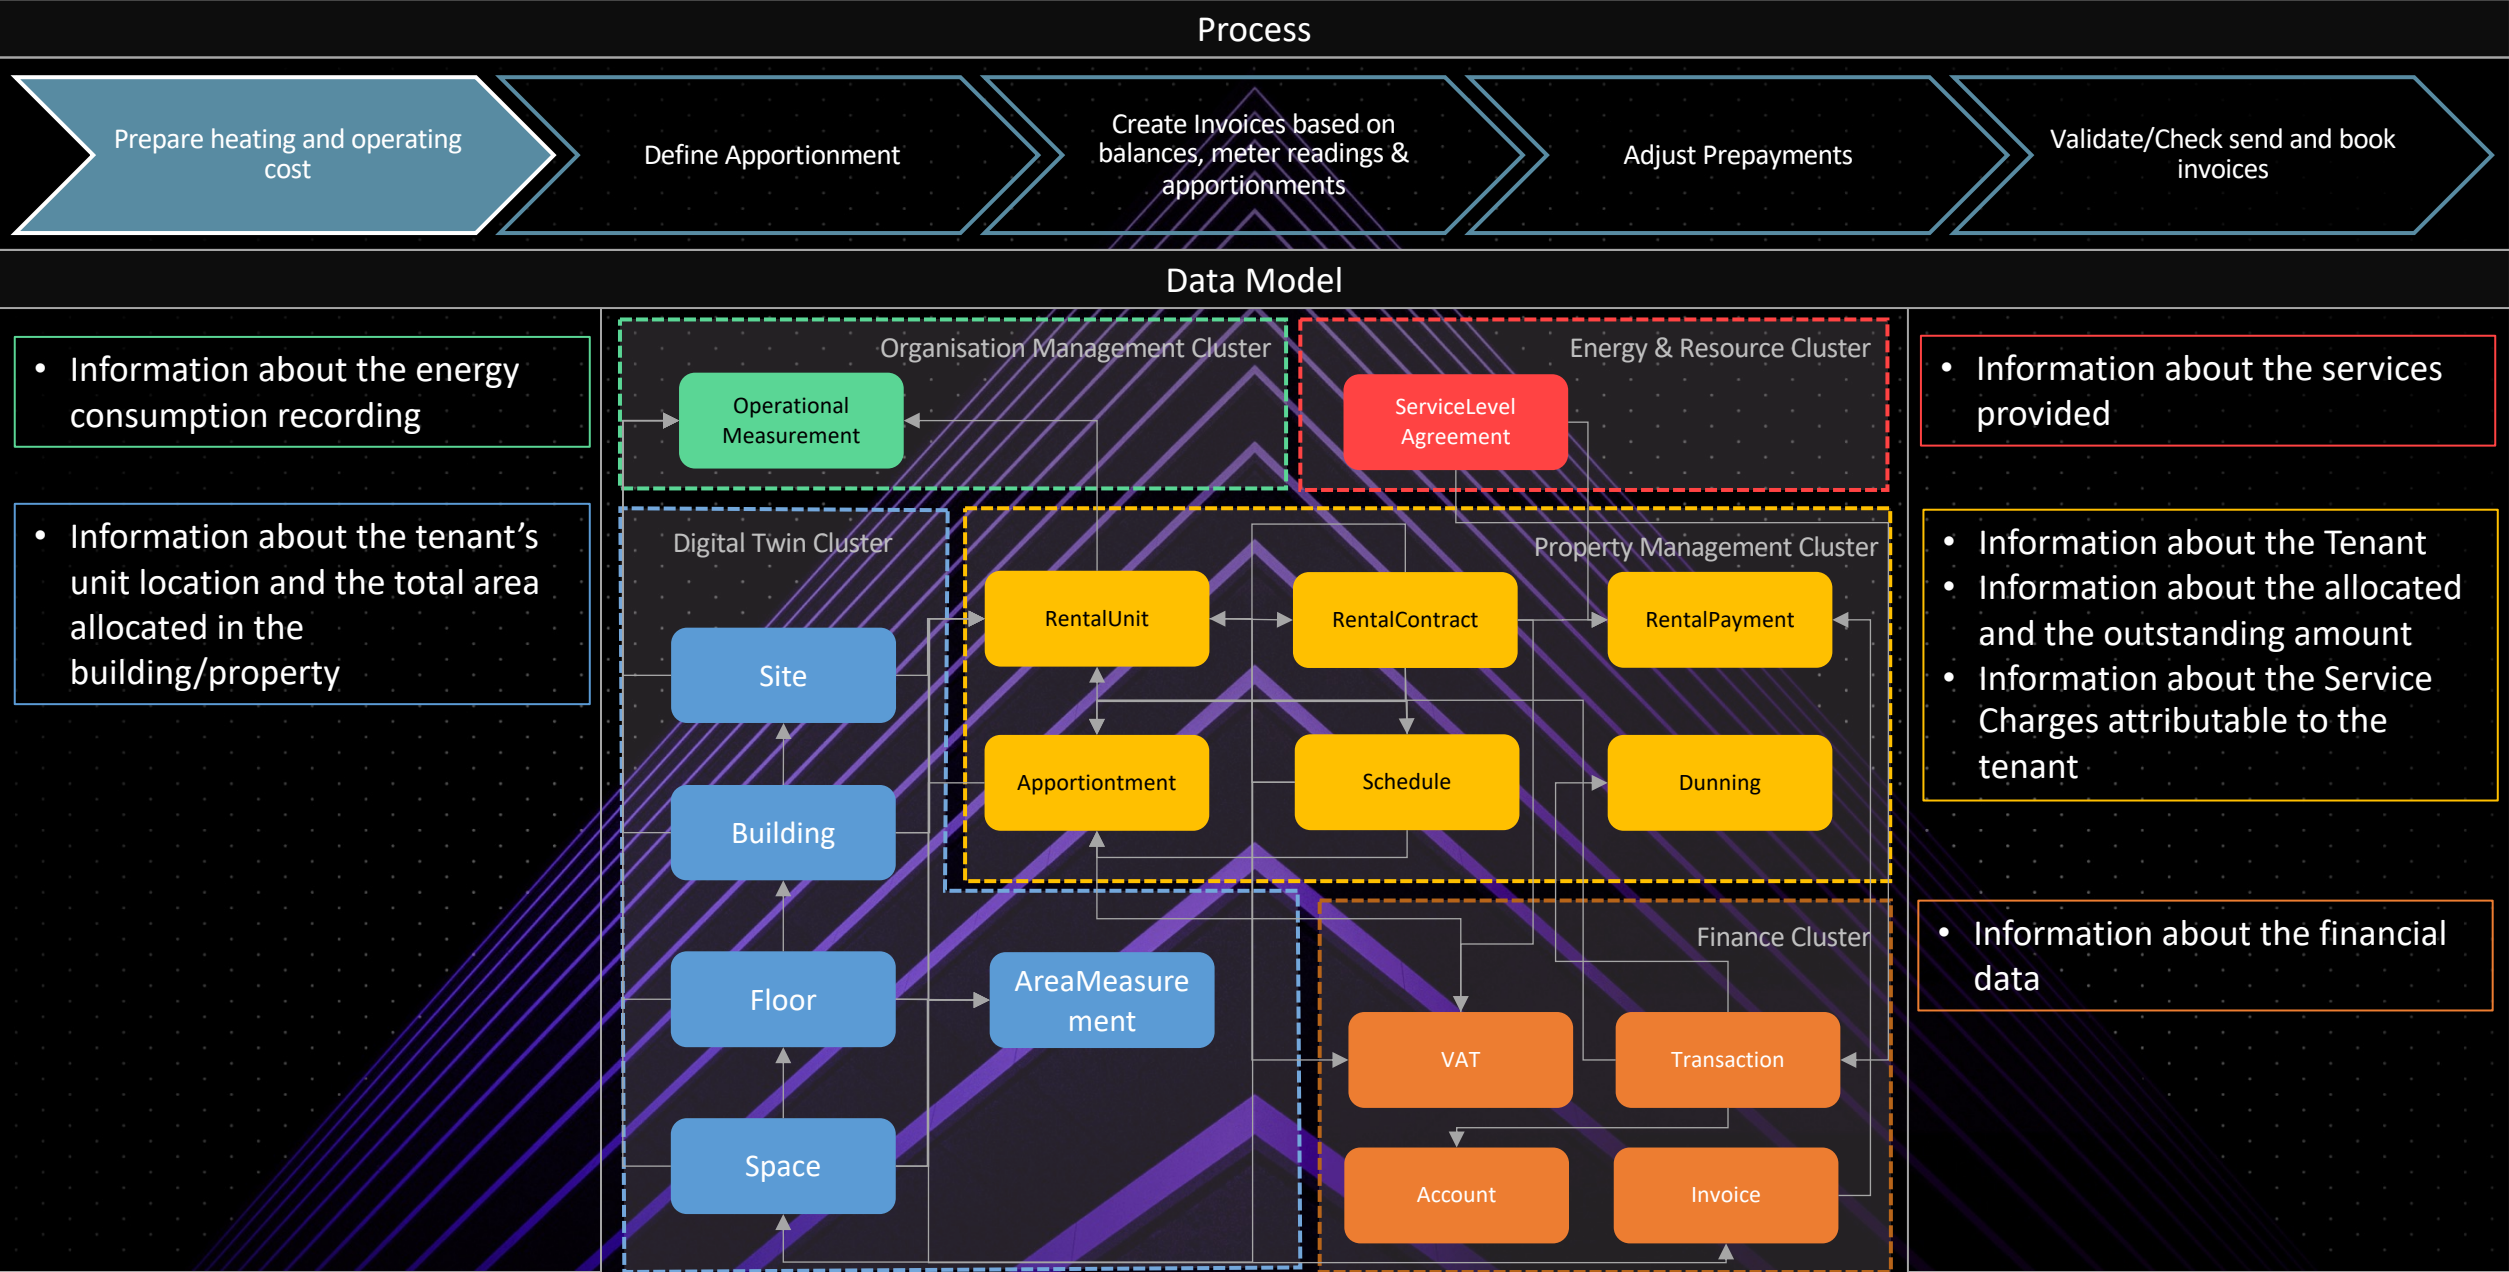 Process
Prepare heating and operating
cost
Define Apportionment
Create Invoices based on
balances, meter readings &
apportionments
Adjust Prepayments
Validate/Check send and book
invoices
Data Model
• Information about the energy
consumption recording
• Information about the tenant’s
unit location and the total area
allocated in the
building/property
Organisation Management Cluster
Operational
Measurement
Energy & Resource Cluster
ServiceLevel
Agreement
Digital Twin Cluster
Site
Building
Floor
Space
AreaMeasure
ment
Property Management Cluster
RentalUnit
RentalContract
RentalPayment
Apportiontment
Schedule
Dunning
Finance Cluster
VAT
Transaction
Account
Invoice
• Information about the services
provided
• Information about the Tenant
• Information about the allocated
and the outstanding amount
• Information about the Service
Charges attributable to the
tenant
• Information about the financial
data